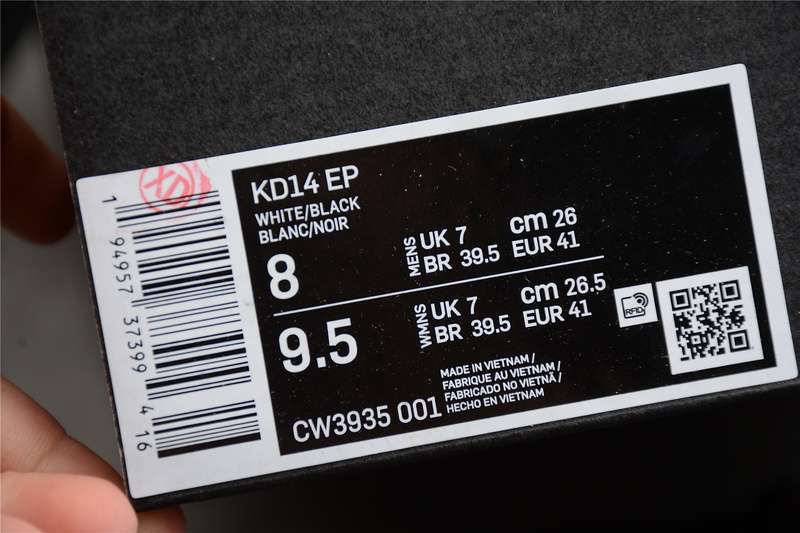 KD14 EP
WHITE/BLACK
BLANC/NOIR
8
MENS
UK 7 cm 26
BR 39.5 EUR 41
9.5
WMNS
UK 7 cm 26.5
BR 39.5 EUR 41
RFID
MADE IN VIETNAM /
FABRIQUE AU VIETNAM /
FABRICADO NO VIETNÃ /
HECHO EN VIETNAM
CW3935 001
1 94957 37399 4 16
XD